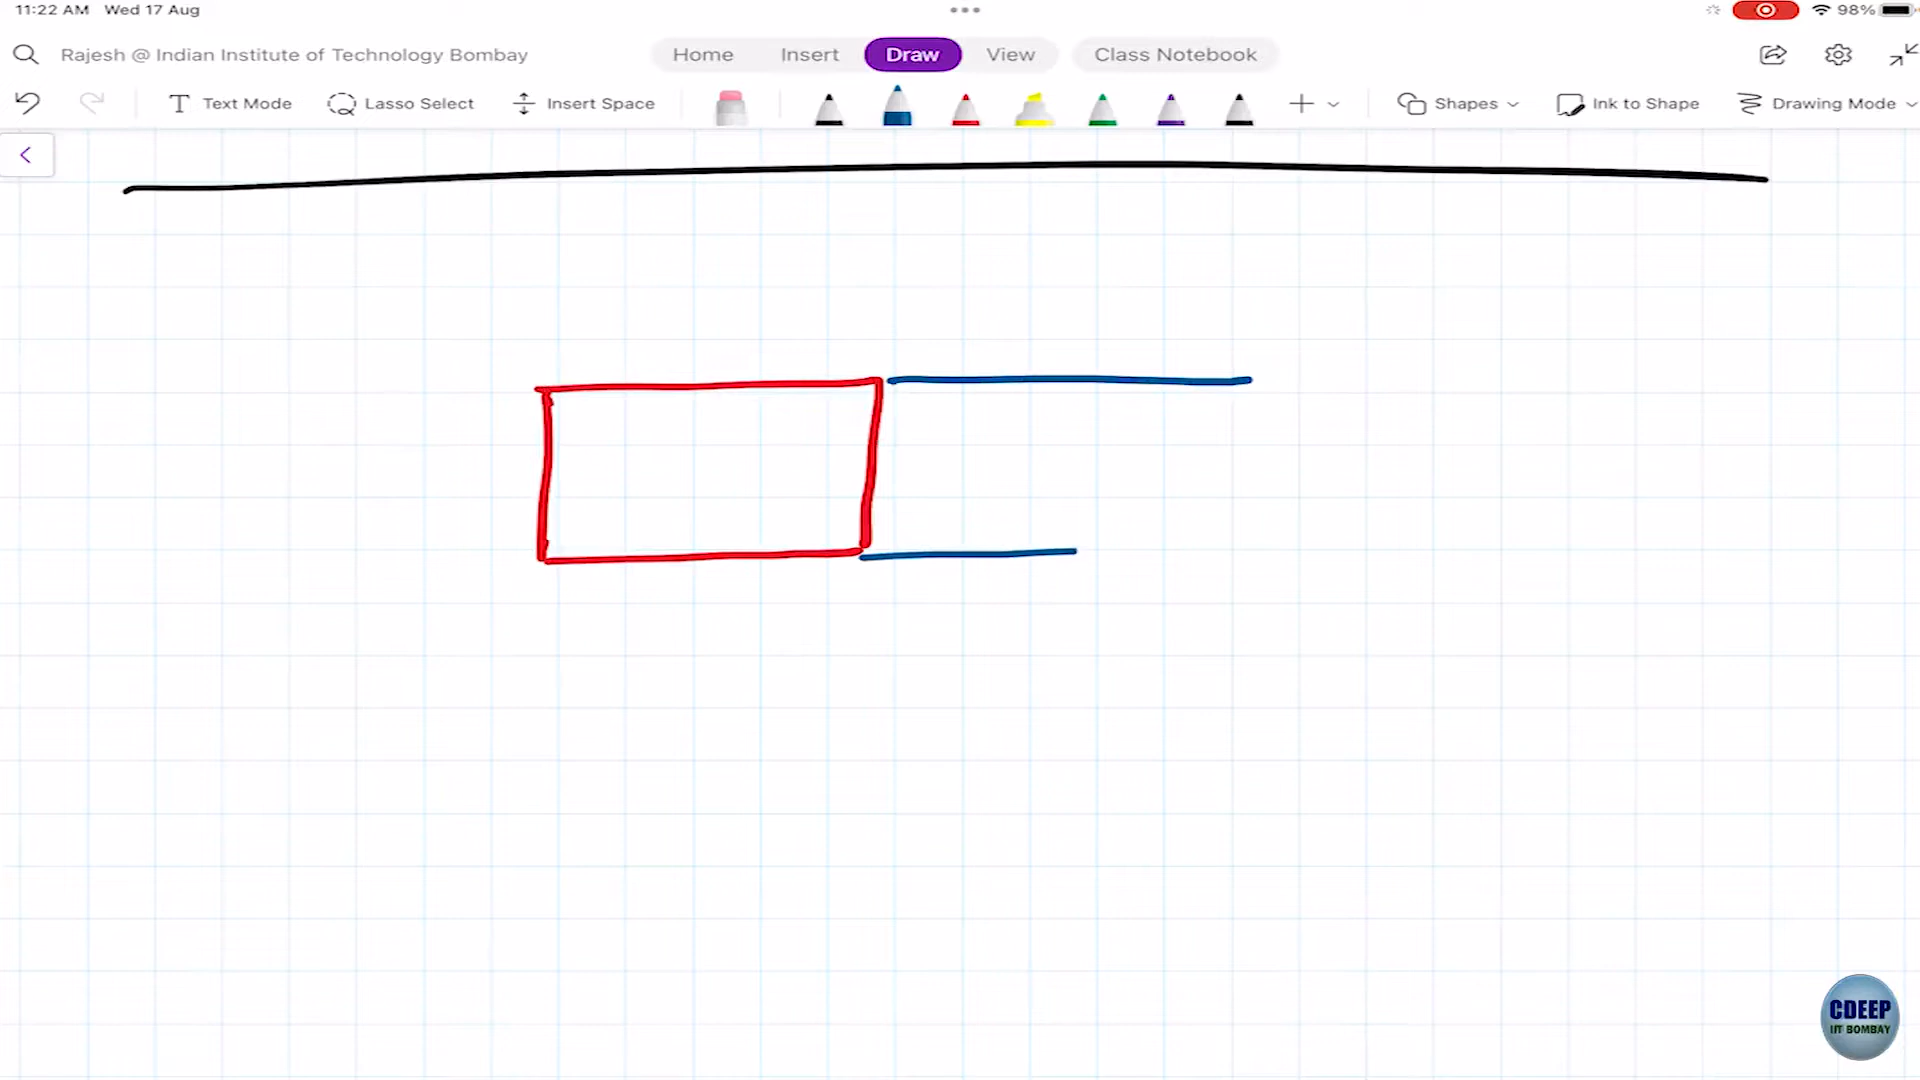 11:22 AM Wed 17 Aug
98%
Rajesh @ Indian Institute of Technology Bombay
Home Insert Draw View Class Notebook
Text Mode Lasso Select Insert Space Shapes Ink to Shape Drawing Mode
CDEEP
IIT BOMBAY